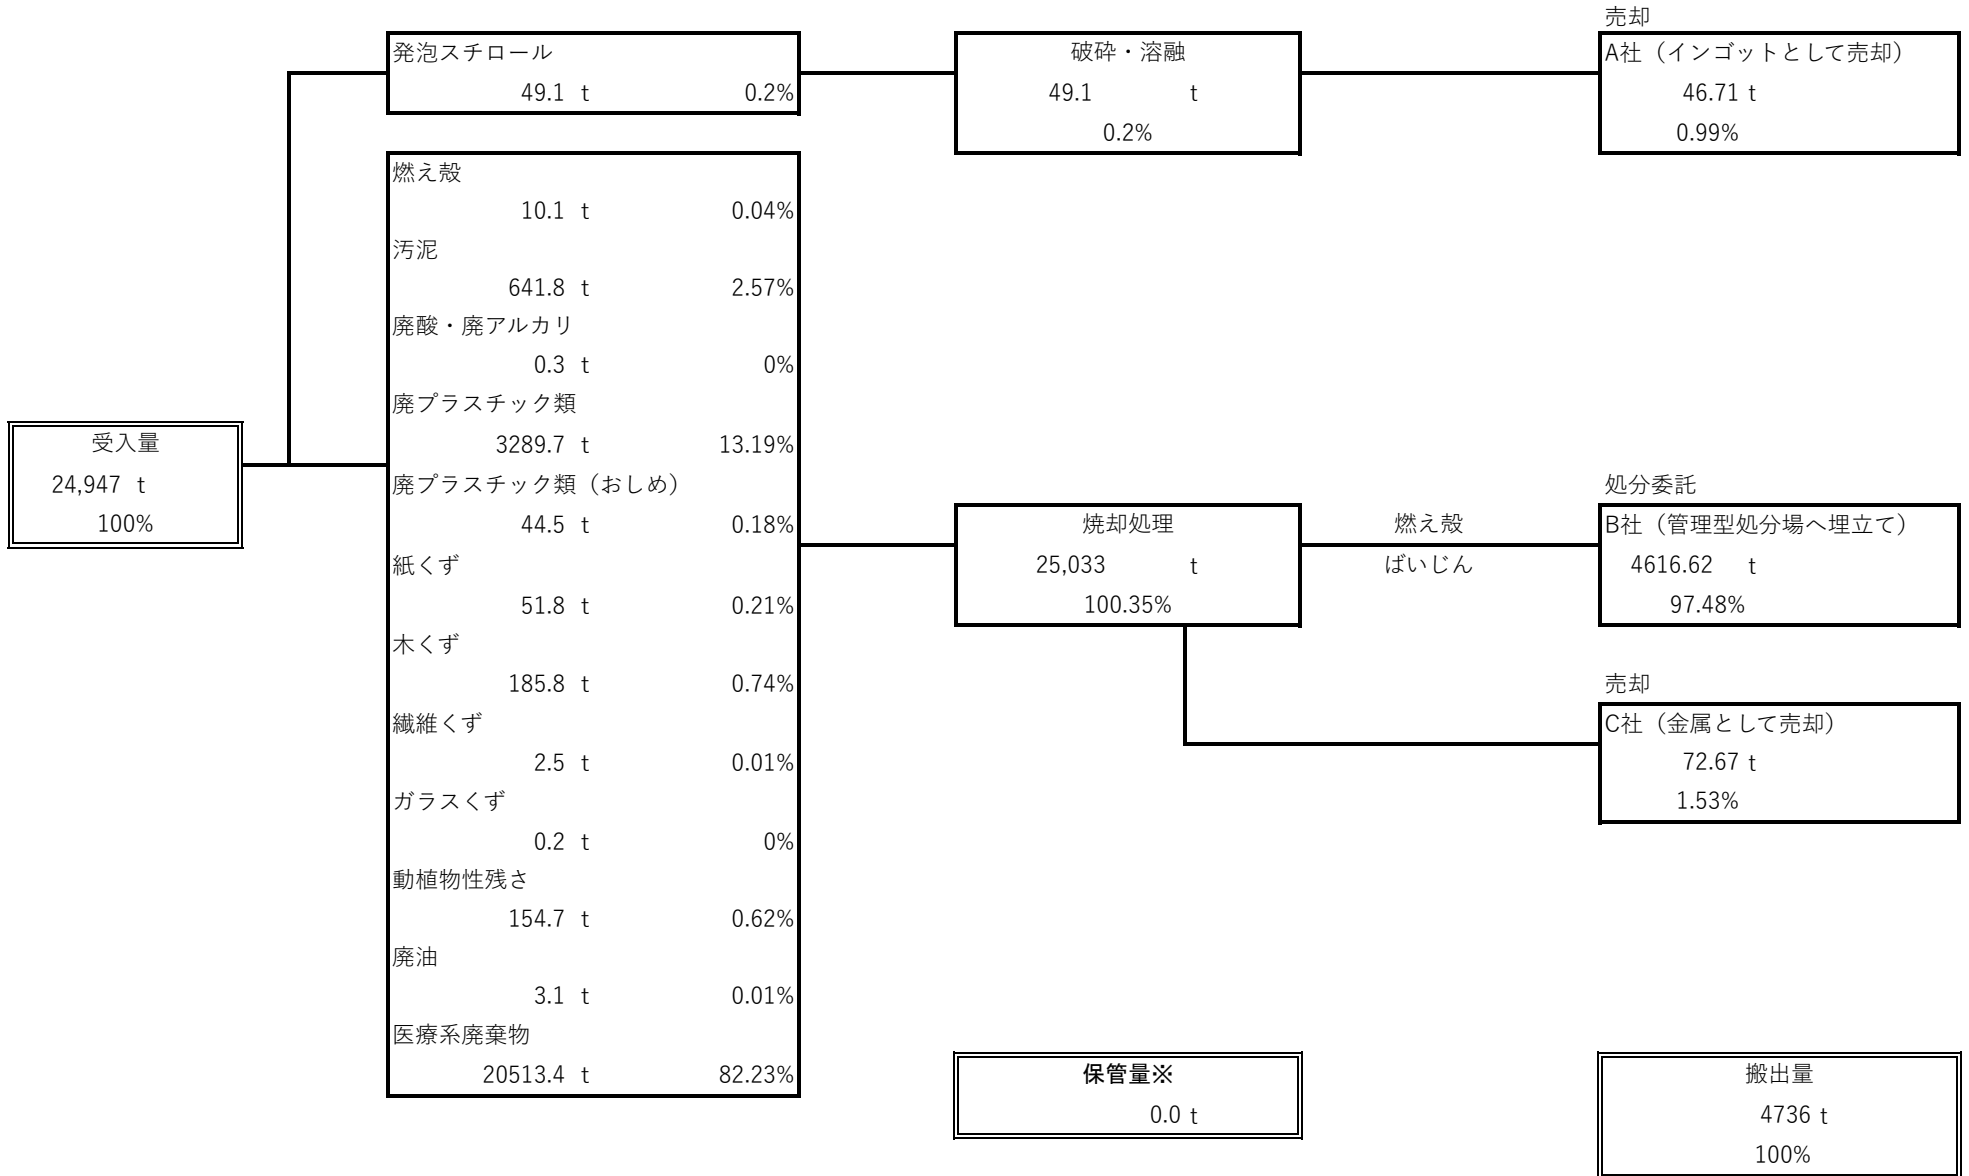 受入量
24,947 t
100%
発泡スチロール
49.1 t 0.2%
燃え殻
10.1 t 0.04%
汚泥
641.8 t 2.57%
廃酸・廃アルカリ
0.3 t 0%
廃プラスチック類
3289.7 t 13.19%
廃プラスチック類（おしめ）
44.5 t 0.18%
紙くず
51.8 t 0.21%
木くず
185.8 t 0.74%
繊維くず
2.5 t 0.01%
ガラスくず
0.2 t 0%
動植物性残さ
154.7 t 0.62%
廃油
3.1 t 0.01%
医療系廃棄物
20513.4 t 82.23%
破砕・溶融
49.1 t
0.2%
焼却処理
25,033 t
100.35%
燃え殻
ばいじん
保管量※
0.0 t
売却
A社（インゴットとして売却）
46.71 t
0.99%
処分委託
B社（管理型処分場へ埋立て）
4616.62 t
97.48%
売却
C社（金属として売却）
72.67 t
1.53%
搬出量
4736 t
100%